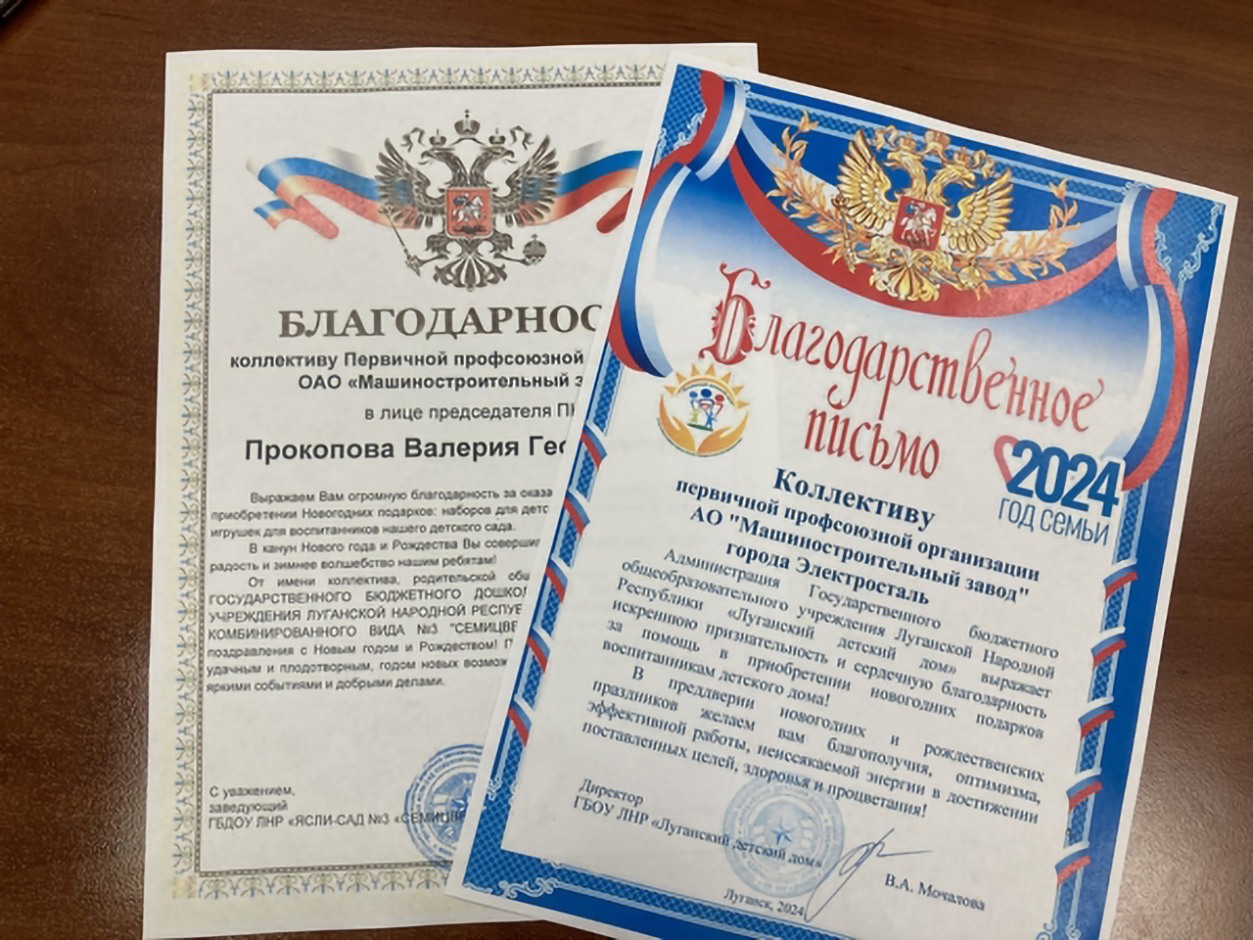 БЛАГОДАРНОС
коллективу Первичной профсоюзной
ОАО «Машиностроительный з
в лице председателя
Прокопова Валерия Гео
Выражаем Вам огромную благодарность за оказа
приобретении Новогодних подарков: наборов для детс
игрушек для воспитанников нашего детского сада.
В канун Нового года и Рождества Вы совершил
радость и зимнее волшебство нашим ребятам!
От имени коллектива, родительской общ
ГОСУДАРСТВЕННОГО БЮДЖЕТНОГО ДОШКОЛ
УЧРЕЖДЕНИЯ ЛУГАНСКОЙ НАРОДНОЙ РЕСПУБ
КОМБИНИРОВАННОГО ВИДА №3 "СЕМИЦВЕ
поздравления с Новым годом и Рождеством!
удачным и плодотворным, годом новых возмож
яркими событиями и добрыми делами.
С уважением,
заведующий
ГБДОУ ЛНР «ЯСЛИ-САД №3 «СЕМИЦВЕ
Благодарственное
письмо
2024
ГОД СЕМЬИ
Коллективу
первичной профсоюзной организации
АО "Машиностроительный завод"
города Электросталь
Администрация Государственного бюджетного
общеобразовательного учреждения Луганской Народной
Республики «Луганский детский дом» выражает
искреннюю признательность и сердечную благодарность
за помощь в приобретении новогодних подарков
воспитанникам детского дома!
В преддверии новогодних и рождественских
праздников желаем вам благополучия, оптимизма,
эффективной работы, неиссякаемой энергии в достижении
поставленных целей, здоровья и процветания!
Директор
ГБОУ ЛНР «Луганский детский дом»
В.А. Мочалова
Луганск, 2024